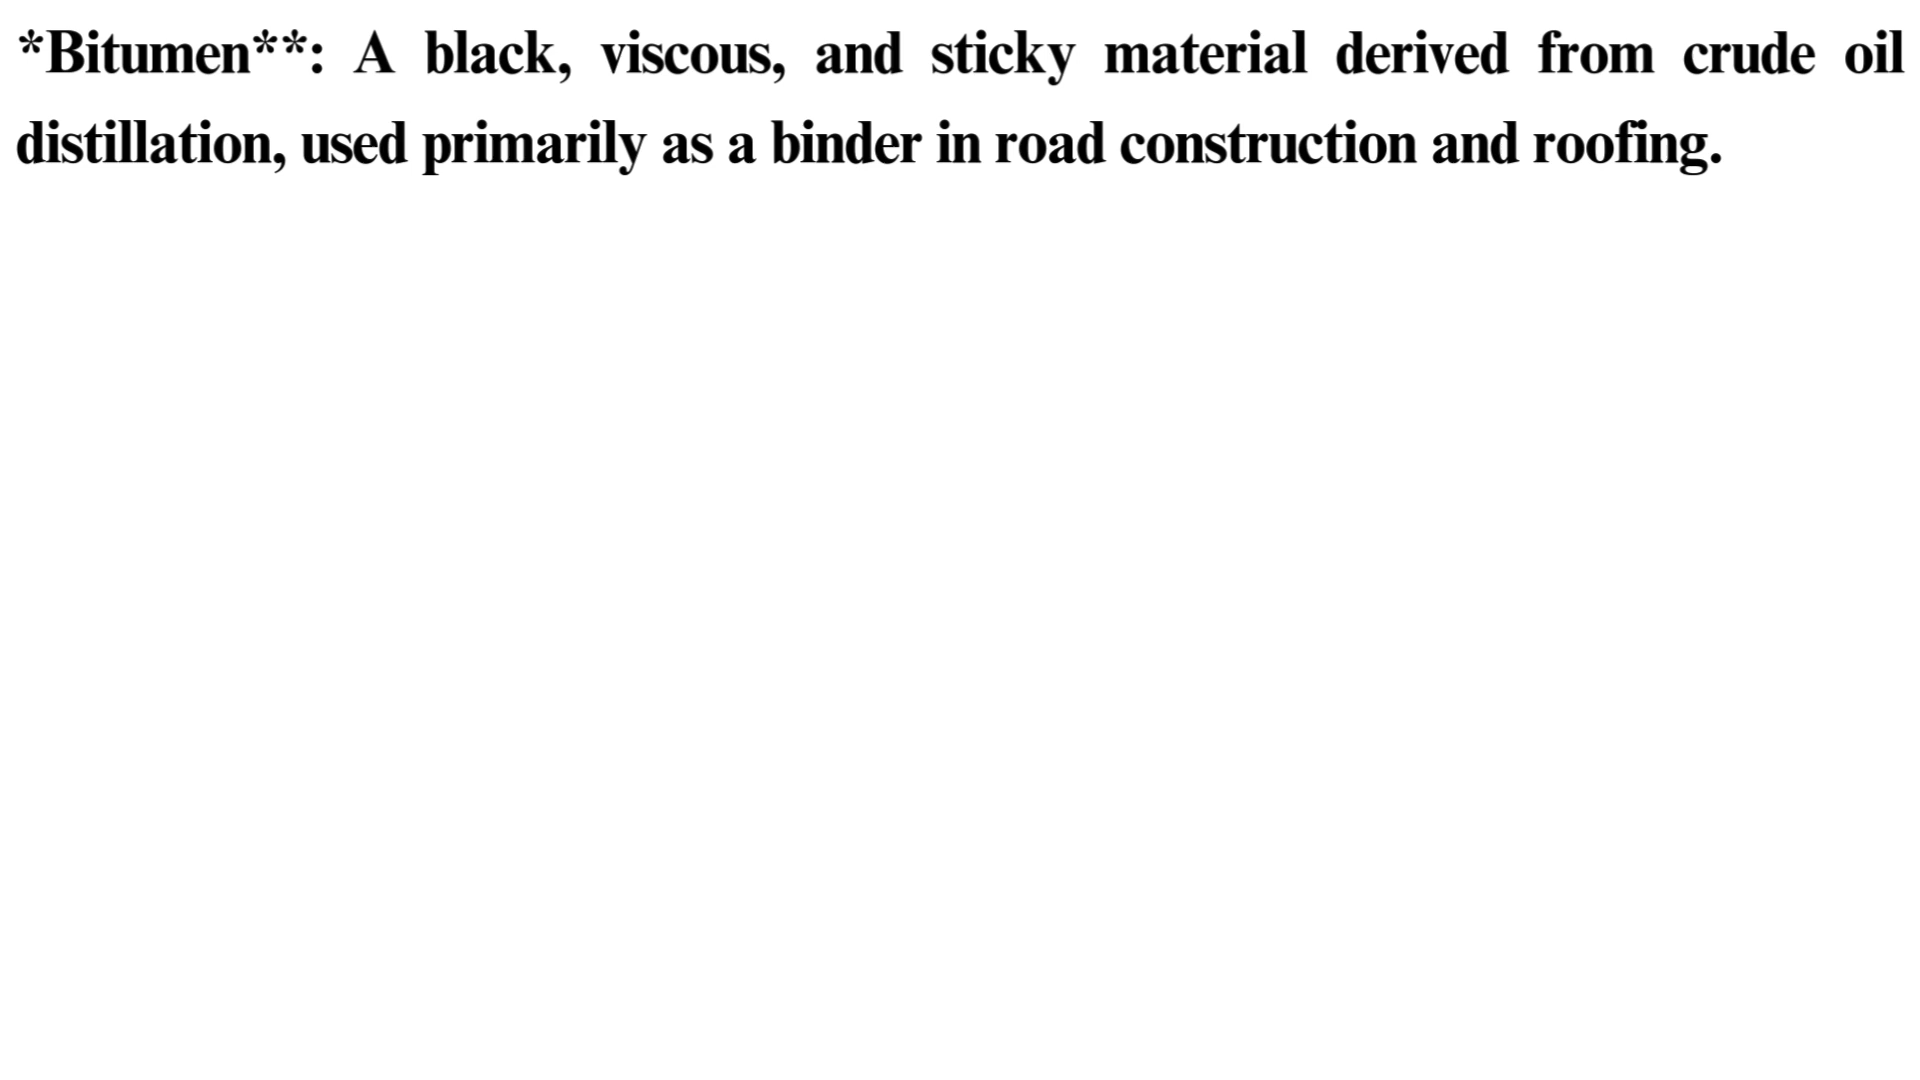 *Bitumen**: A black, viscous, and sticky material derived from crude oil
distillation, used primarily as a binder in road construction and roofing.